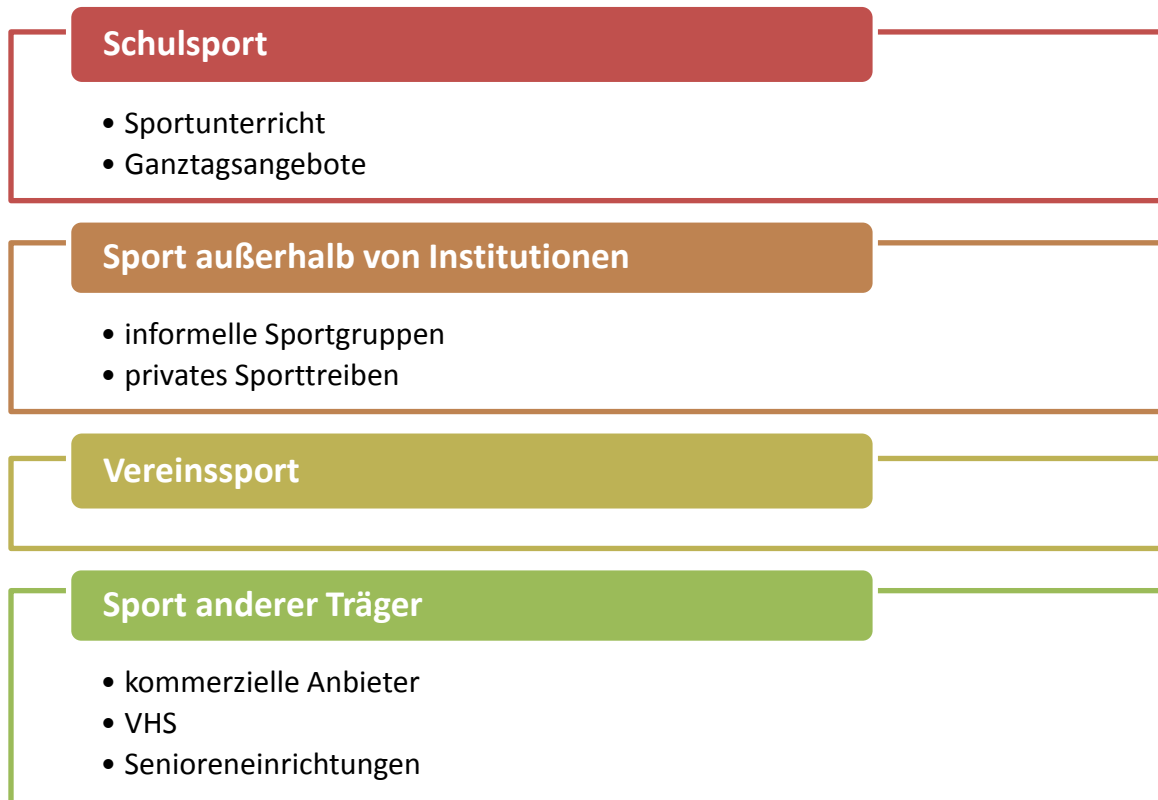 Schulsport
• Sportunterricht
• Ganztagsangebote
Sport außerhalb von Institutionen
• informelle Sportgruppen
• privates Sporttreiben
Vereinssport
Sport anderer Träger
• kommerzielle Anbieter
• VHS
• Senioreneinrichtungen